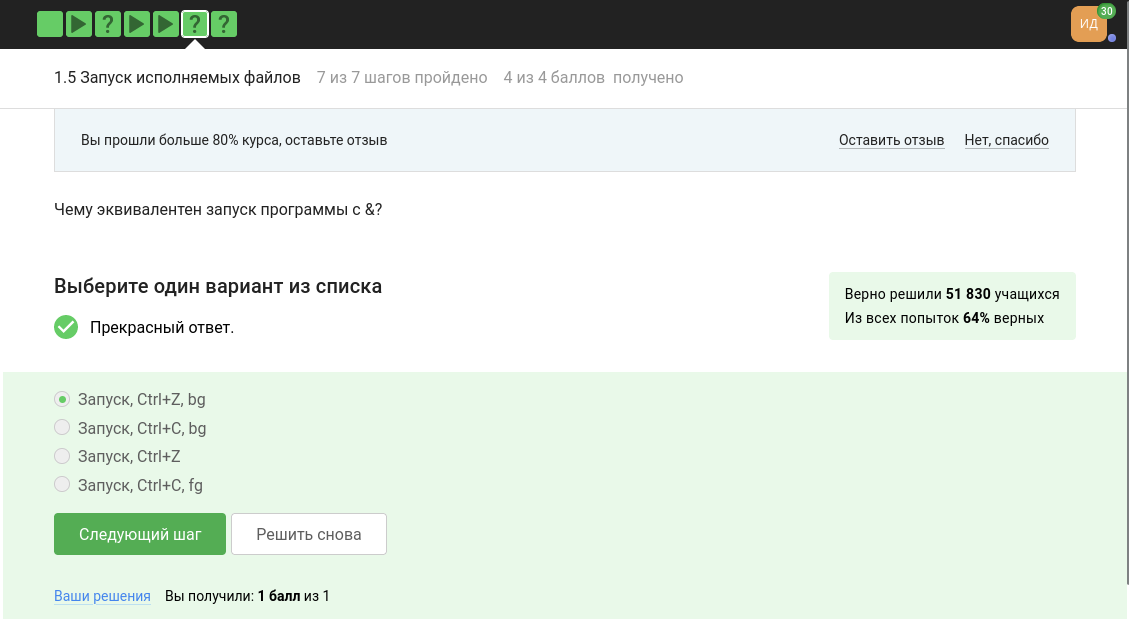 ? ? ?
ИД 30
1.5 Запуск исполняемых файлов 7 из 7 шагов пройдено 4 из 4 баллов получено
Вы прошли больше 80% курса, оставьте отзыв Оставить отзыв Нет, спасибо
Чему эквивалентен запуск программы с &?
Выберите один вариант из списка
Прекрасный ответ.
Верно решили 51 830 учащихся
Из всех попыток 64% верных
Запуск, Ctrl+Z, bg
Запуск, Ctrl+C, bg
Запуск, Ctrl+Z
Запуск, Ctrl+C, fg
Следующий шаг Решить снова
Ваши решения Вы получили: 1 балл из 1